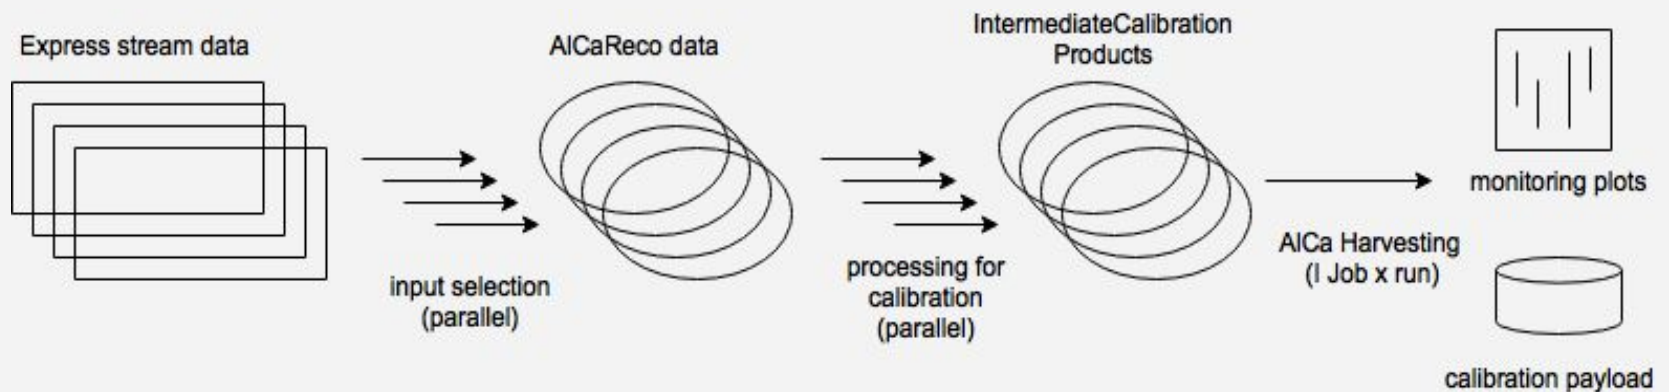 Express stream data
AlCaReco data
IntermediateCalibration
Products
input selection
(parallel)
processing for
calibration
(parallel)
AlCa Harvesting
(I Job x run)
monitoring plots
calibration payload